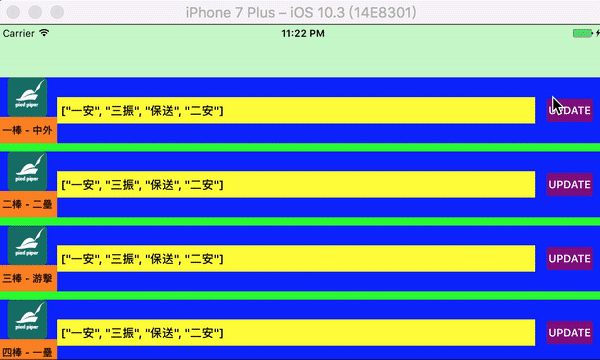 iPhone 7 Plus – iOS 10.3 (14E8301)
Carrier 11:22 PM
pied piper
一棒 - 中外
["一安", "三振", "保送", "二安"]
UPDATE
pied piper
二棒 - 二壘
["一安", "三振", "保送", "二安"]
UPDATE
pied piper
三棒 - 游擊
["一安", "三振", "保送", "二安"]
UPDATE
pied piper
四棒 - 一壘
["一安", "三振", "保送", "二安"]
UPDATE